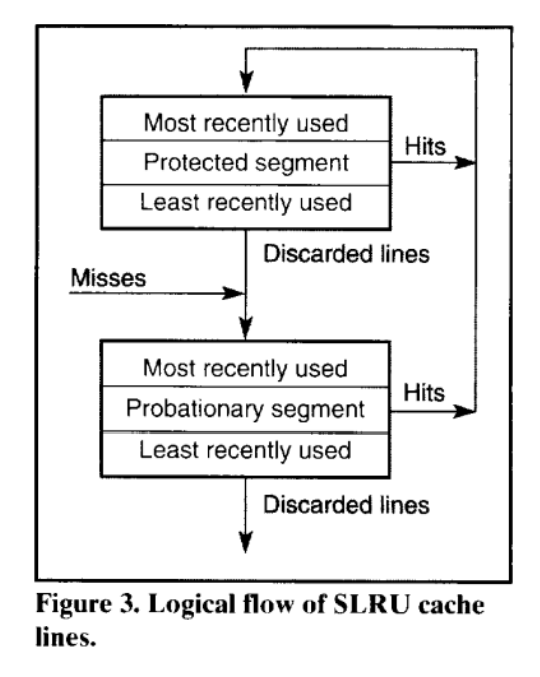 Most recently used
Hits
Protected segment
Least recently used
Discarded lines
Misses
Most recently used
Hits
Probationary segment
Least recently used
Discarded lines
Figure 3. Logical flow of SLRU cache
lines.